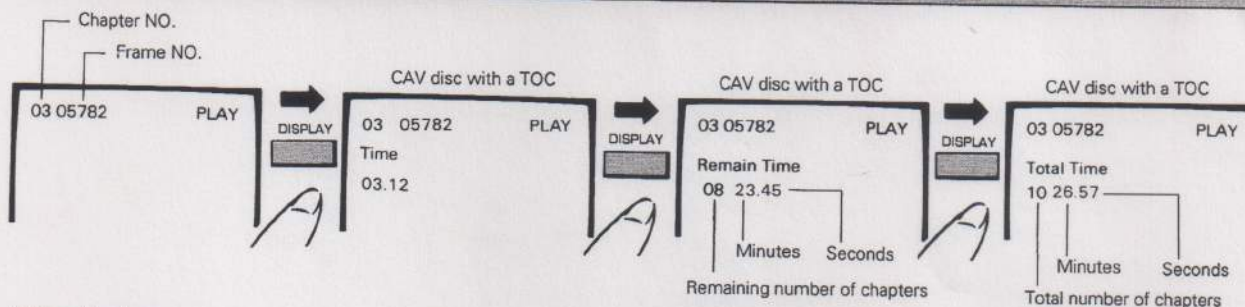 Chapter NO.
Frame NO.
03 05782 PLAY
DISPLAY
CAV disc with a TOC
03 05782 PLAY
Time
03.12
DISPLAY
CAV disc with a TOC
03 05782 PLAY
Remain Time
08 23.45
Minutes Seconds
Remaining number of chapters
DISPLAY
CAV disc with a TOC
03 05782 PLAY
Total Time
10 26.57
Minutes Seconds
Total number of chapters